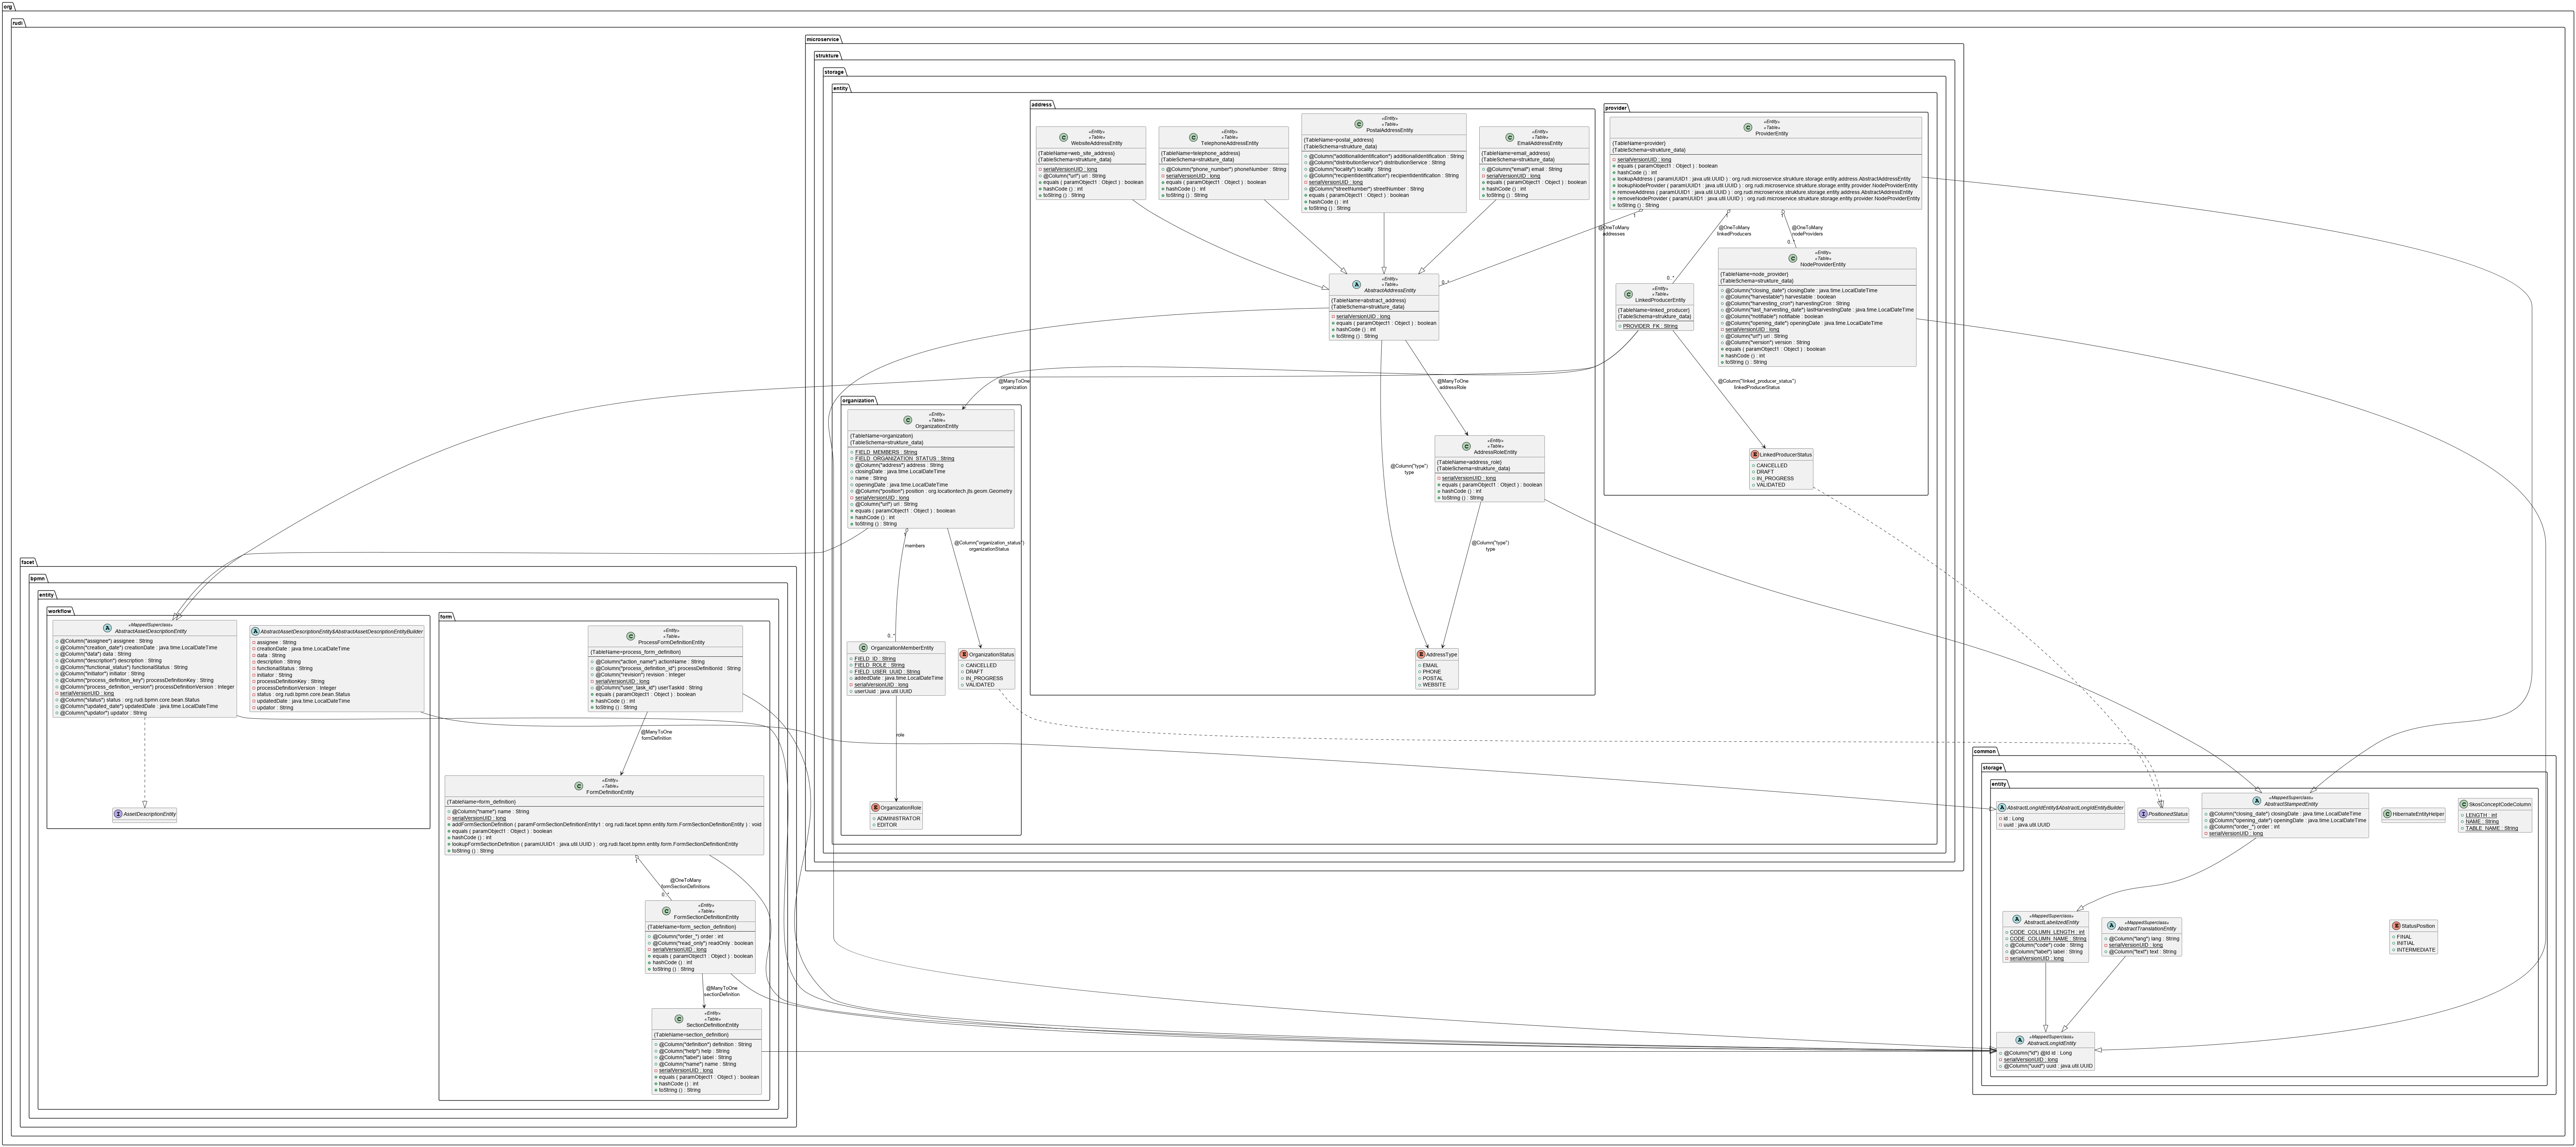 org
rudi
microservice
strukture
storage
entity
address
provider
«Entity»
«Table»
WebsiteAddressEntity
{TableName=web_site_address}
{TableSchema=strukture_data}
serialVersionUID : long
@Column("url") url : String
equals ( paramObject1 : Object ) : boolean
hashCode () : int
toString () : String
«Entity»
«Table»
TelephoneAddressEntity
{TableName=telephone_address}
{TableSchema=strukture_data}
@Column("phone_number") phoneNumber : String
serialVersionUID : long
equals ( paramObject1 : Object ) : boolean
hashCode () : int
toString () : String
«Entity»
«Table»
PostalAddressEntity
{TableName=postal_address}
{TableSchema=strukture_data}
@Column("additionalIdentification") additionalIdentification : String
@Column("distributionService") distributionService : String
@Column("locality") locality : String
@Column("recipientIdentification") recipientIdentification : String
serialVersionUID : long
@Column("streetNumber") streetNumber : String
equals ( paramObject1 : Object ) : boolean
hashCode () : int
toString () : String
«Entity»
«Table»
EmailAddressEntity
{TableName=email_address}
{TableSchema=strukture_data}
@Column("email") email : String
serialVersionUID : long
equals ( paramObject1 : Object ) : boolean
hashCode () : int
toString () : String
«Entity»
«Table»
ProviderEntity
{TableName=provider}
{TableSchema=strukture_data}
serialVersionUID : long
equals ( paramObject1 : Object ) : boolean
hashCode () : int
lookupAddress ( paramUUID1 : java.util.UUID ) : org.rudi.microservice.strukture.storage.entity.address.AbstractAddressEntity
lookupNodeProvider ( paramUUID1 : java.util.UUID ) : org.rudi.microservice.strukture.storage.entity.provider.NodeProviderEntity
removeAddress ( paramUUID1 : java.util.UUID ) : org.rudi.microservice.strukture.storage.entity.address.AbstractAddressEntity
removeNodeProvider ( paramUUID1 : java.util.UUID ) : org.rudi.microservice.strukture.storage.entity.provider.NodeProviderEntity
toString () : String
1
1
1
@OneToMany
addresses
@OneToMany
linkedProducers
@OneToMany
nodeProviders
0..*
0..*
0..*
«Entity»
«Table»
NodeProviderEntity
{TableName=node_provider}
{TableSchema=strukture_data}
@Column("closing_date") closingDate : java.time.LocalDateTime
@Column("harvestable") harvestable : boolean
@Column("harvesting_cron") harvestingCron : String
@Column("last_harvesting_date") lastHarvestingDate : java.time.LocalDateTime
@Column("notifiable") notifiable : boolean
@Column("opening_date") openingDate : java.time.LocalDateTime
serialVersionUID : long
@Column("url") url : String
@Column("version") version : String
equals ( paramObject1 : Object ) : boolean
hashCode () : int
toString () : String
«Entity»
«Table»
AbstractAddressEntity
{TableName=abstract_address}
{TableSchema=strukture_data}
serialVersionUID : long
equals ( paramObject1 : Object ) : boolean
hashCode () : int
toString () : String
«Entity»
«Table»
LinkedProducerEntity
{TableName=linked_producer}
{TableSchema=strukture_data}
PROVIDER_FK : String
@ManyToOne
organization
@ManyToOne
addressRole
@Column("linked_producer_status")
linkedProducerStatus
organization
«Entity»
«Table»
OrganizationEntity
{TableName=organization}
{TableSchema=strukture_data}
FIELD_MEMBERS : String
FIELD_ORGANIZATION_STATUS : String
@Column("address") address : String
closingDate : java.time.LocalDateTime
name : String
openingDate : java.time.LocalDateTime
@Column("position") position : org.locationtech.jts.geom.Geometry
serialVersionUID : long
@Column("url") url : String
equals ( paramObject1 : Object ) : boolean
hashCode () : int
toString () : String
«Entity»
«Table»
AddressRoleEntity
{TableName=address_role}
{TableSchema=strukture_data}
serialVersionUID : long
equals ( paramObject1 : Object ) : boolean
hashCode () : int
toString () : String
@Column("type")
type
LinkedProducerStatus
CANCELLED
DRAFT
IN_PROGRESS
VALIDATED
1
members
@Column("organization_status")
organizationStatus
@Column("type")
type
0..*
OrganizationMemberEntity
FIELD_ID : String
FIELD_ROLE : String
FIELD_USER_UUID : String
addedDate : java.time.LocalDateTime
serialVersionUID : long
userUuid : java.util.UUID
OrganizationStatus
CANCELLED
DRAFT
IN_PROGRESS
VALIDATED
AddressType
EMAIL
PHONE
POSTAL
WEBSITE
role
OrganizationRole
ADMINISTRATOR
EDITOR
facet
bpmn
entity
workflow
«MappedSuperclass»
AbstractAssetDescriptionEntity
@Column("assignee") assignee : String
@Column("creation_date") creationDate : java.time.LocalDateTime
@Column("data") data : String
@Column("description") description : String
@Column("functional_status") functionalStatus : String
@Column("initiator") initiator : String
@Column("process_definition_key") processDefinitionKey : String
@Column("process_definition_version") processDefinitionVersion : Integer
serialVersionUID : long
@Column("status") status : org.rudi.bpmn.core.bean.Status
@Column("updated_date") updatedDate : java.time.LocalDateTime
@Column("updator") updator : String
AbstractAssetDescriptionEntity$AbstractAssetDescriptionEntityBuilder
assignee : String
creationDate : java.time.LocalDateTime
data : String
description : String
functionalStatus : String
initiator : String
processDefinitionKey : String
processDefinitionVersion : Integer
status : org.rudi.bpmn.core.bean.Status
updatedDate : java.time.LocalDateTime
updator : String
AssetDescriptionEntity
form
«Entity»
«Table»
ProcessFormDefinitionEntity
{TableName=process_form_definition}
@Column("action_name") actionName : String
@Column("process_definition_id") processDefinitionId : String
@Column("revision") revision : Integer
serialVersionUID : long
@Column("user_task_id") userTaskId : String
equals ( paramObject1 : Object ) : boolean
hashCode () : int
toString () : String
@ManyToOne
formDefinition
«Entity»
«Table»
FormDefinitionEntity
{TableName=form_definition}
@Column("name") name : String
serialVersionUID : long
addFormSectionDefinition ( paramFormSectionDefinitionEntity1 : org.rudi.facet.bpmn.entity.form.FormSectionDefinitionEntity ) : void
equals ( paramObject1 : Object ) : boolean
hashCode () : int
lookupFormSectionDefinition ( paramUUID1 : java.util.UUID ) : org.rudi.facet.bpmn.entity.form.FormSectionDefinitionEntity
toString () : String
1
@OneToMany
formSectionDefinitions
0..*
«Entity»
«Table»
FormSectionDefinitionEntity
{TableName=form_section_definition}
@Column("order_") order : int
@Column("read_only") readOnly : boolean
serialVersionUID : long
equals ( paramObject1 : Object ) : boolean
hashCode () : int
toString () : String
@ManyToOne
sectionDefinition
«Entity»
«Table»
SectionDefinitionEntity
{TableName=section_definition}
@Column("definition") definition : String
@Column("help") help : String
@Column("label") label : String
@Column("name") name : String
serialVersionUID : long
equals ( paramObject1 : Object ) : boolean
hashCode () : int
toString () : String
common
storage
entity
AbstractLongIdEntity$AbstractLongIdEntityBuilder
id : Long
uuid : java.util.UUID
PositionedStatus
«MappedSuperclass»
AbstractStampedEntity
@Column("closing_date") closingDate : java.time.LocalDateTime
@Column("opening_date") openingDate : java.time.LocalDateTime
@Column("order_") order : int
serialVersionUID : long
HibernateEntityHelper
SkosConceptCodeColumn
LENGTH : int
NAME : String
TABLE_NAME : String
«MappedSuperclass»
AbstractLabelizedEntity
CODE_COLUMN_LENGTH : int
CODE_COLUMN_NAME : String
@Column("code") code : String
@Column("label") label : String
serialVersionUID : long
«MappedSuperclass»
AbstractTranslationEntity
@Column("lang") lang : String
serialVersionUID : long
@Column("text") text : String
StatusPosition
FINAL
INITIAL
INTERMEDIATE
«MappedSuperclass»
AbstractLongIdEntity
@Column("id") @Id id : Long
serialVersionUID : long
@Column("uuid") uuid : java.util.UUID